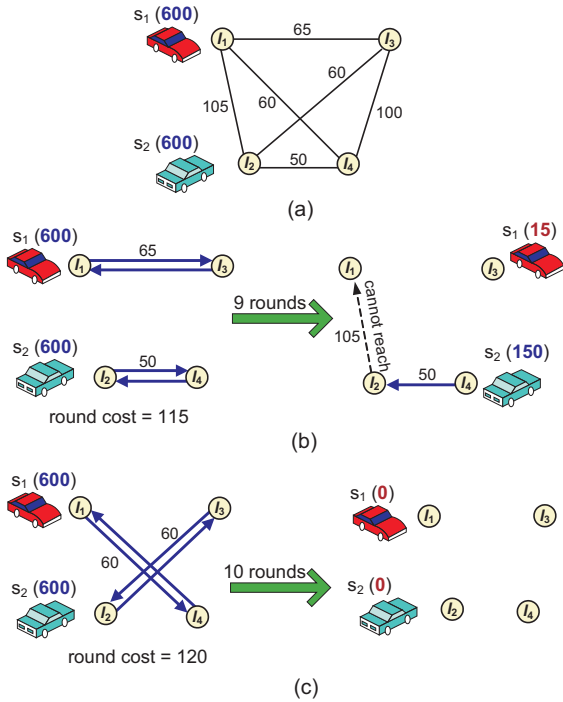 s1 (600)
l1
65
l3
105
60
60
100
s2 (600)
l2
50
l4
(a)
s1 (600)
l1
65
l3
s2 (600)
l2
50
l4
round cost = 115
9 rounds
l1
l3
s1 (15)
cannot reach
105
l2
50
l4
s2 (150)
(b)
s1 (600)
l1
l3
60
60
s2 (600)
l2
l4
round cost = 120
10 rounds
s1 (0)
l1
l3
s2 (0)
l2
l4
(c)